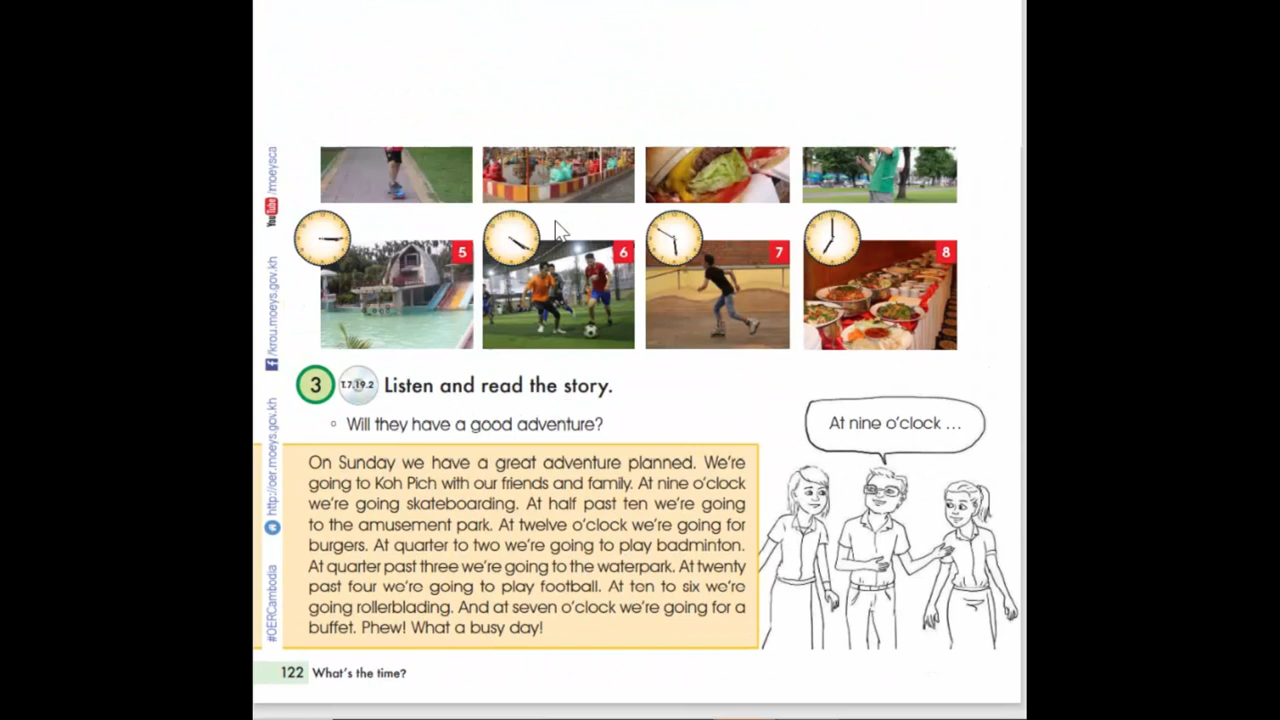 5
6
7
8
3
T.7.19.2
Listen and read the story.
Will they have a good adventure?
At nine o'clock ...
On Sunday we have a great adventure planned. We're
going to Koh Pich with our friends and family. At nine o'clock
we're going skateboarding. At half past ten we're going
to the amusement park. At twelve o'clock we're going for
burgers. At quarter to two we're going to play badminton.
At quarter past three we're going to the waterpark. At twenty
past four we're going to play football. At ten to six we're
going rollerblading. And at seven o'clock we're going for a
buffet. Phew! What a busy day!
122 What's the time?
YouTube /moeysca
f /krou.moeys.gov.kh
http://oer.moeys.gov.kh
#OERCambodia